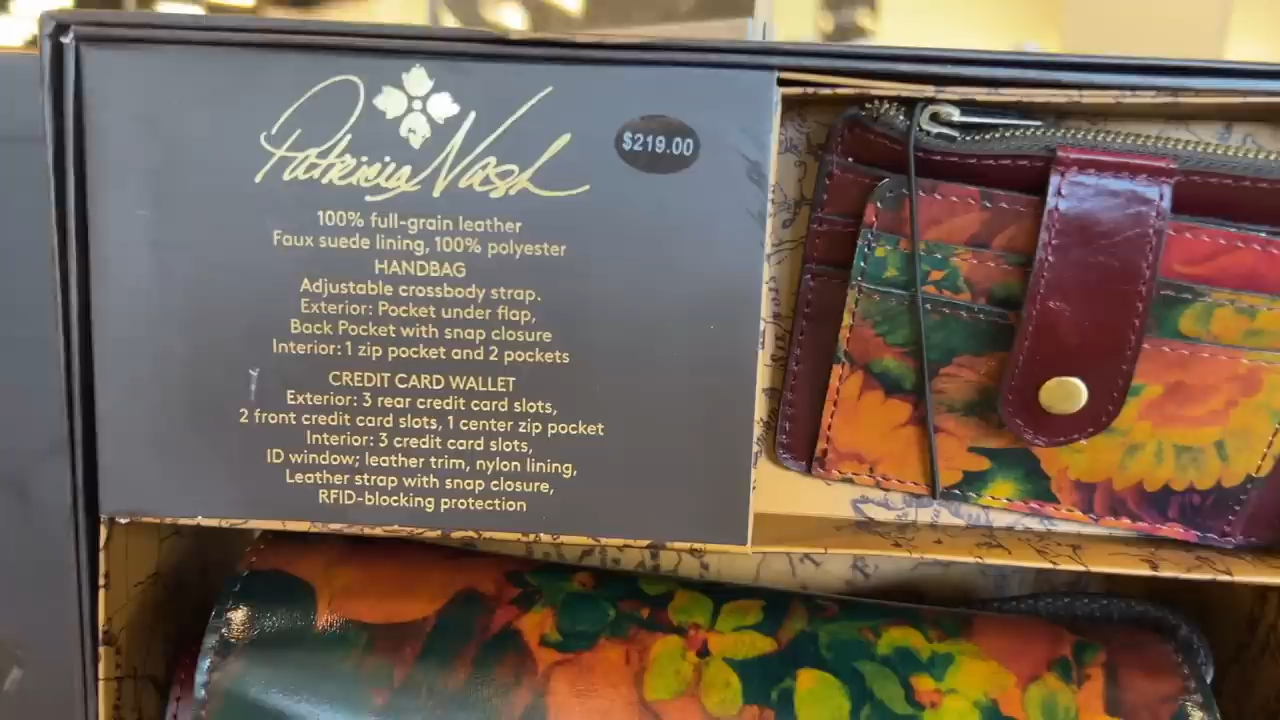 Patricia Nash
$219.00
100% full-grain leather
Faux suede lining, 100% polyester
HANDBAG
Adjustable crossbody strap.
Exterior: Pocket under flap,
Back Pocket with snap closure
Interior: 1 zip pocket and 2 pockets
CREDIT CARD WALLET
Exterior: 3 rear credit card slots,
2 front credit card slots, 1 center zip pocket
Interior: 3 credit card slots,
ID window; leather trim, nylon lining,
Leather strap with snap closure,
RFID-blocking protection